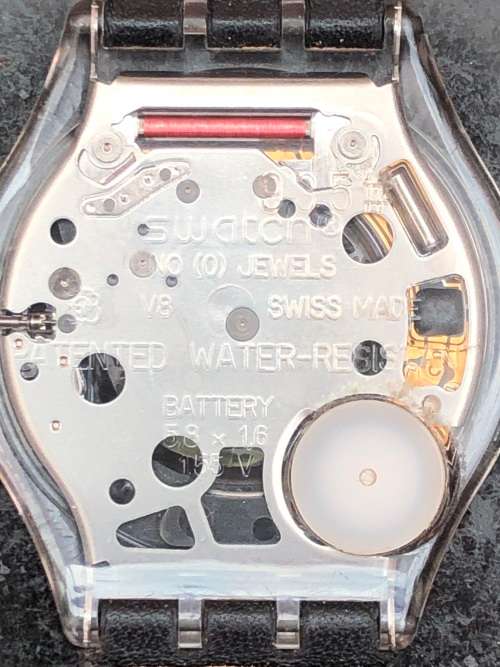 swatch
NO (0) JEWELS
V8 SWISS MADE
PATENTED WATER-RESIST
BATTERY
5.8 x 1.6
1.55 V